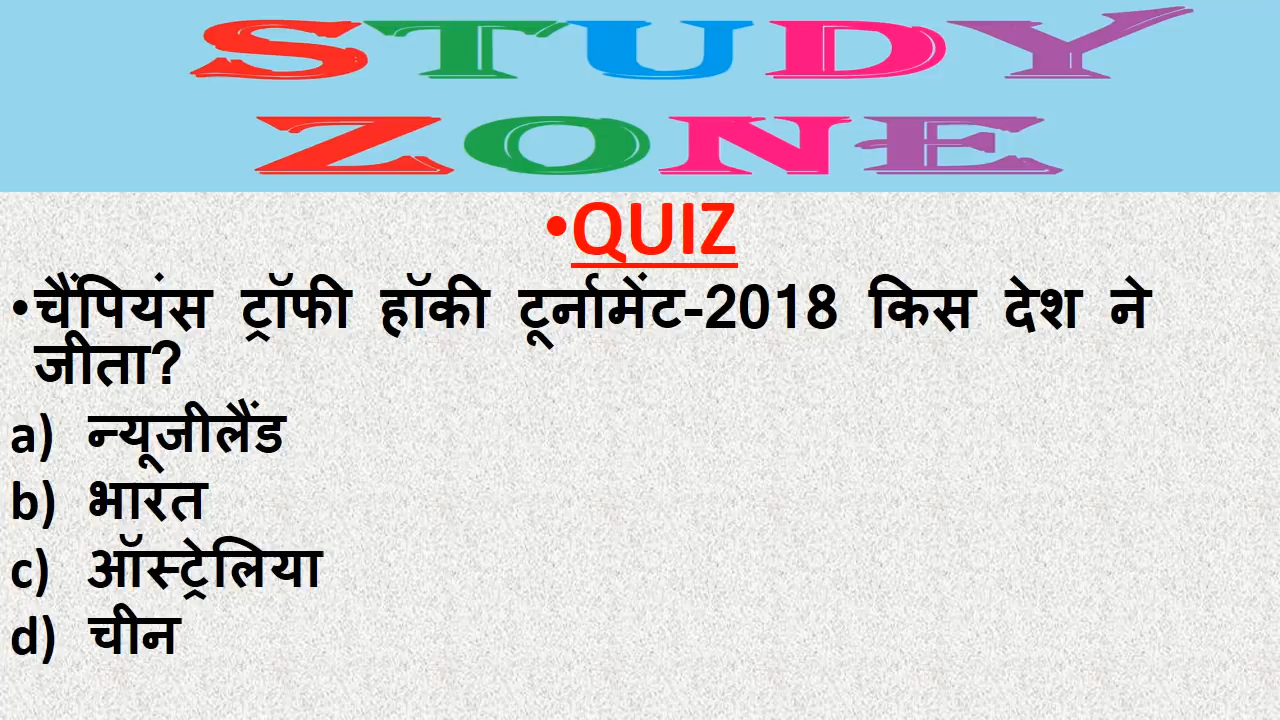 STUDY
ZONE
•QUIZ
•चैंपियंस ट्रॉफी हॉकी टूर्नामेंट-2018 किस देश ने
जीता?
a) न्यूजीलैंड
b) भारत
c) ऑस्ट्रेलिया
d) चीन